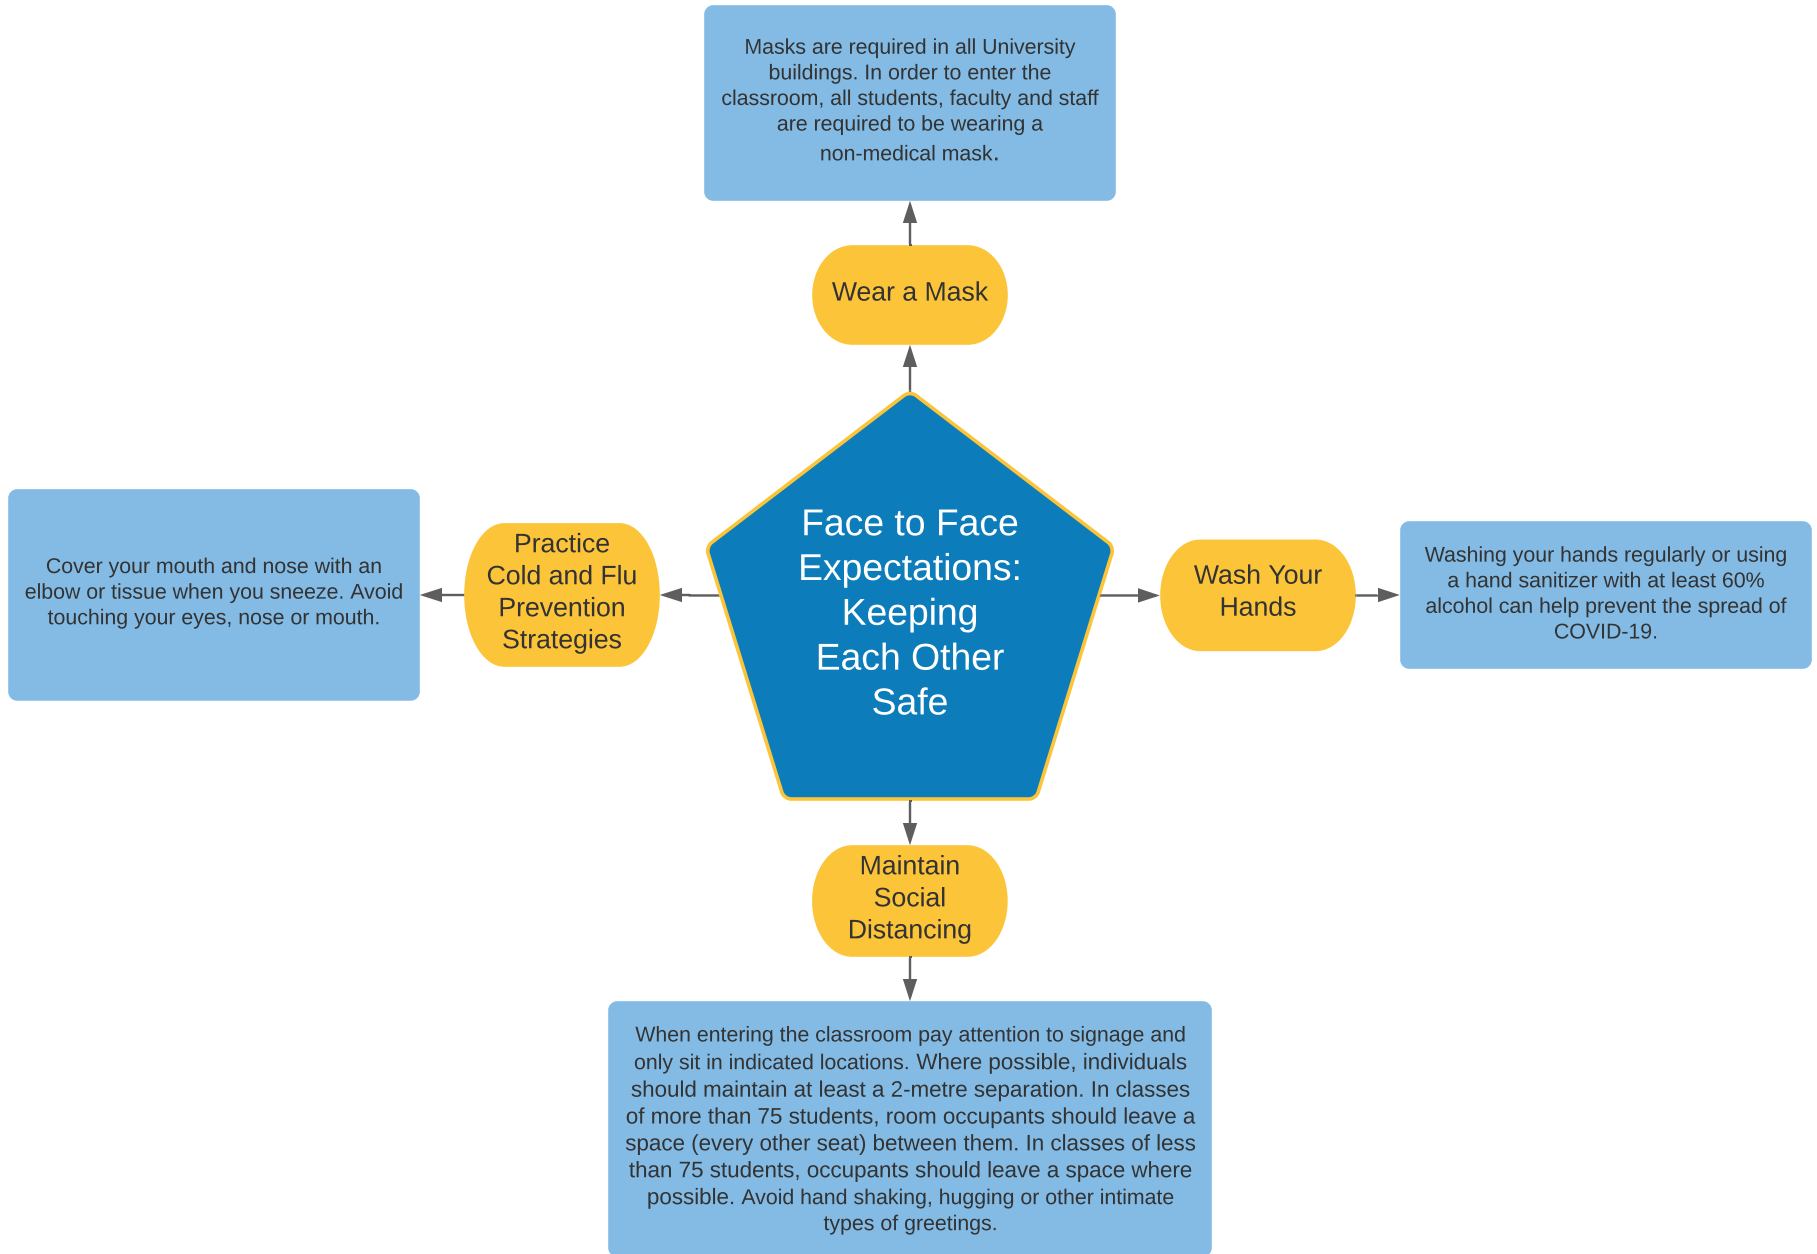 Masks are required in all University
buildings. In order to enter the
classroom, all students, faculty and staff
are required to be wearing a
non-medical mask.
Wear a Mask
Face to Face
Expectations:
Keeping
Each Other
Safe
Practice
Cold and Flu
Prevention
Strategies
Cover your mouth and nose with an
elbow or tissue when you sneeze. Avoid
touching your eyes, nose or mouth.
Wash Your
Hands
Washing your hands regularly or using
a hand sanitizer with at least 60%
alcohol can help prevent the spread of
COVID-19.
Maintain
Social
Distancing
When entering the classroom pay attention to signage and
only sit in indicated locations. Where possible, individuals
should maintain at least a 2-metre separation. In classes
of more than 75 students, room occupants should leave a
space (every other seat) between them. In classes of less
than 75 students, occupants should leave a space where
possible. Avoid hand shaking, hugging or other intimate
types of greetings.